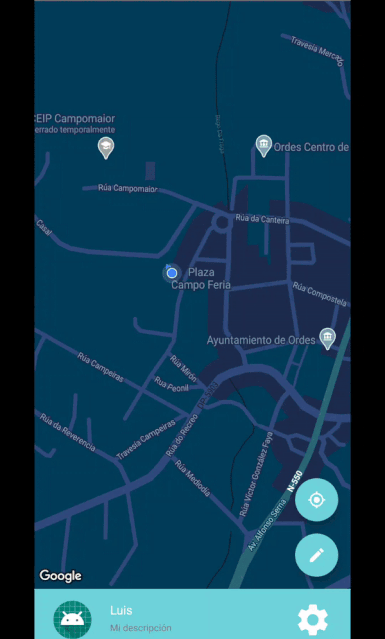 Travesía Mercado
CEIP Campomaior
errado temporalmente
Ordes Centro de
Rúa Campomaior
Rúa da Canteira
Casal
Plaza
Campo Feria
Rúa Compostela
Ayuntamiento de Ordes
Rúa Campeiras
Rúa Mirón
Rúa Peonil
Rúa da Reverencia
Travesía Campeiras
Rúa do Recreo
Rúa Mediodía
Rúa Víctor González Faja
N-550
Av. Alfonso Senra
Google
Luis
Mi descripción